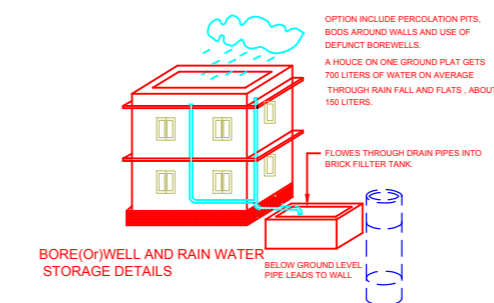 OPTION INCLUDE PERCOLATION PITS,
BODS AROUND WALLS AND USE OF
DEFUNCT BOREWELLS.
A HOUCE ON ONE GROUND PLAT GETS
700 LITERS OF WATER ON AVERAGE
THROUGH RAIN FALL AND FLATS , ABOUT
150 LITERS.
FLOWES THROUGH DRAIN PIPES INTO
BRICK FILLTER TANK.
BORE(Or)WELL AND RAIN WATER
STORAGE DETAILS
BELOW GROUND LEVEL
PIPE LEADS TO WALL